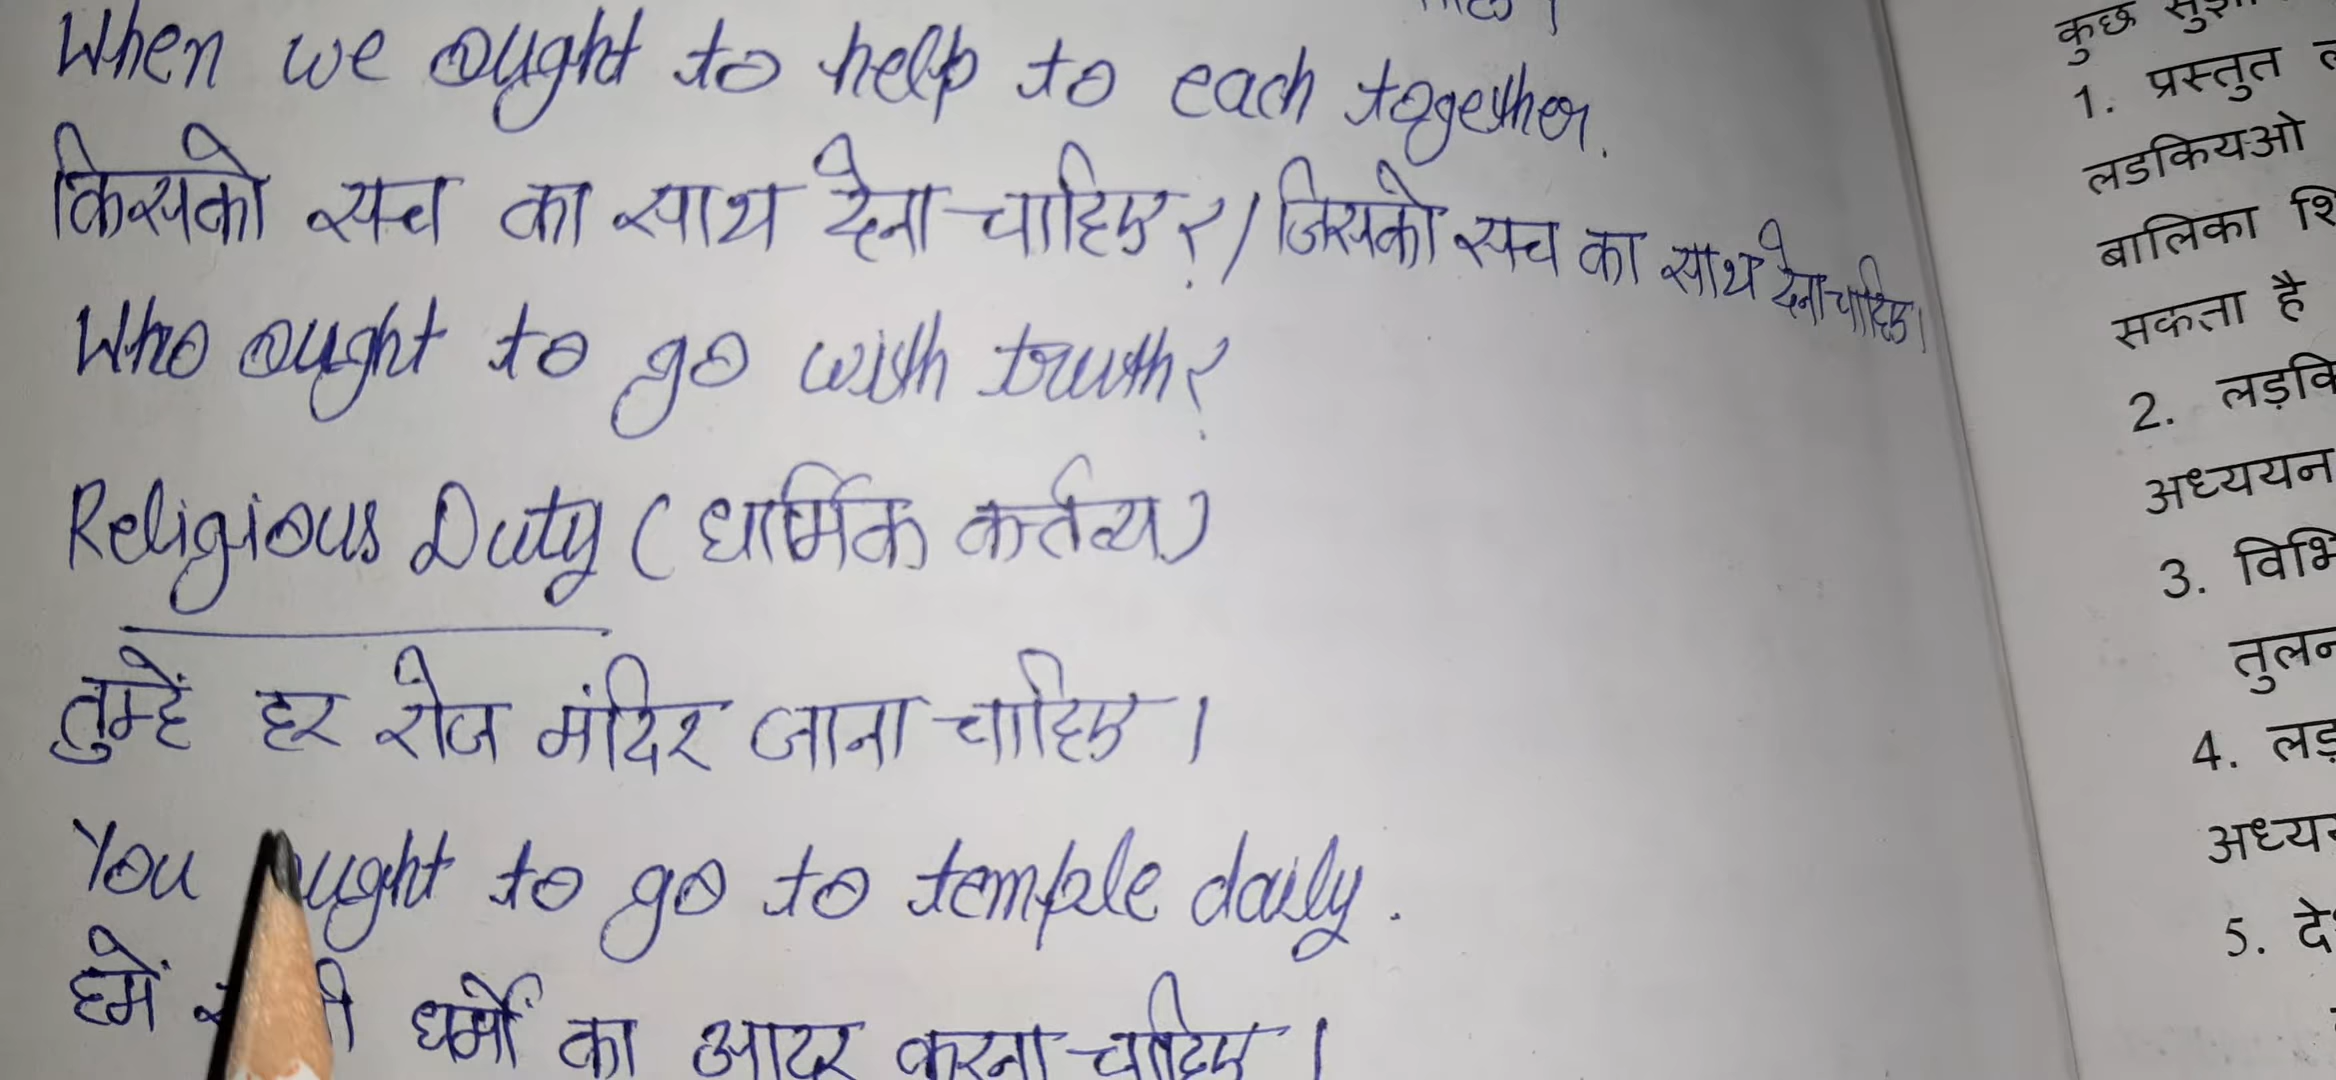 When we ought to help to each together.
किसको सच का साथ देना चाहिए?/जिसको सच का साथ देना चाहिए।
Who ought to go with truth?
Religious Duty (धार्मिक कर्तव्य)
तुम्हें हर रोज मंदिर जाना चाहिए।
You ought to go to temple daily.
हमें धर्मों का आदर करना चाहिए।
कुछ
1. प्रस्तुत
लडकियओ
बालिका
सकता है
2.
अध्ययन
3.
4.
5.